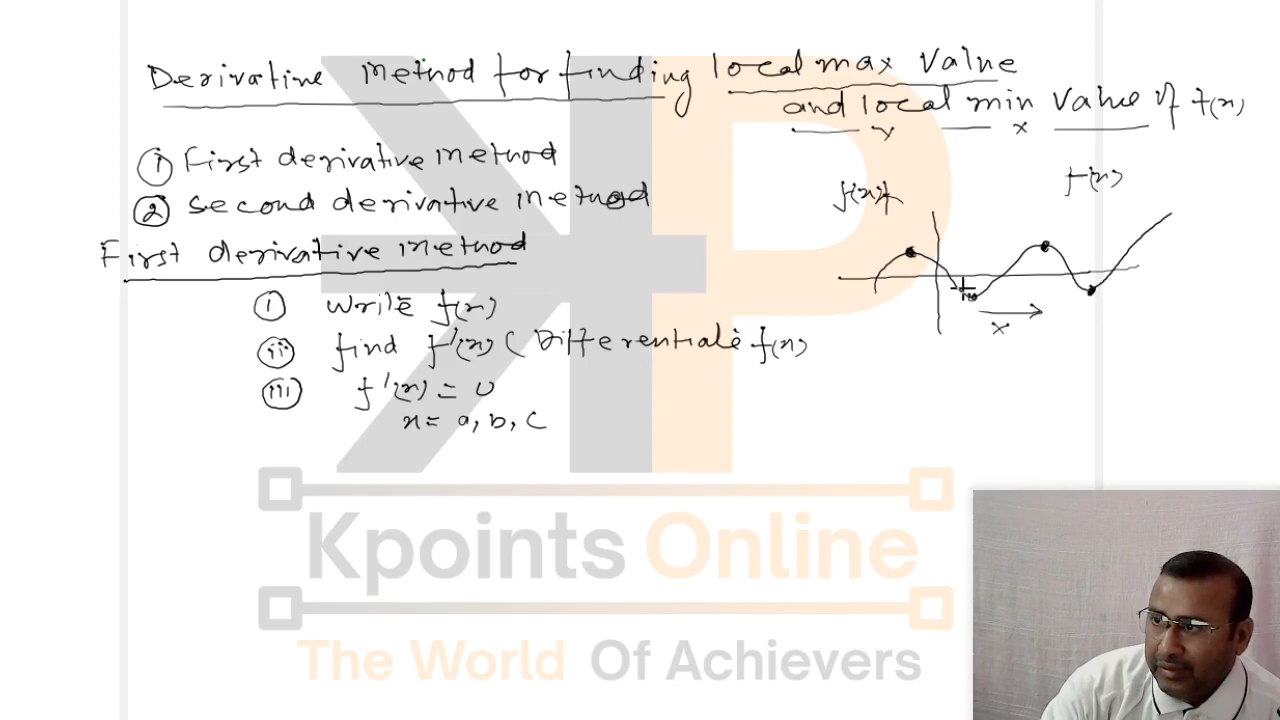 Derivative method for finding local max value
and local min value of f(x)
① First derivative method
② Second derivative method
First derivative method
ⓘ Write f(x)
ⓘⓘ find f'(x) ( Differentiate f(x)
ⓘⓘⓘ f'(x) = 0
x = a, b, c
f(x)
f(x)
x
Kpoints Online
The World Of Achievers